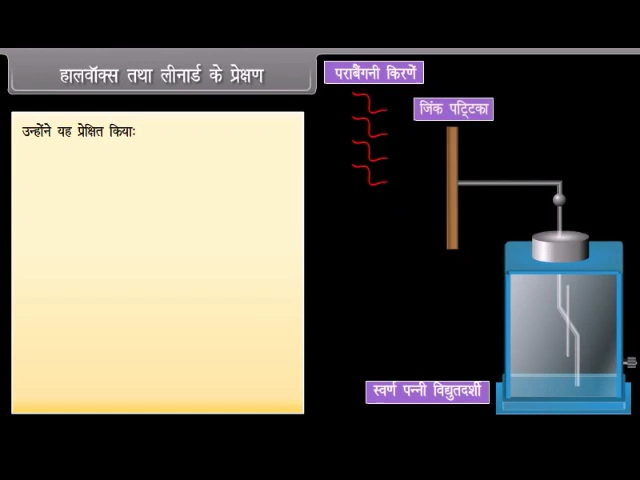 हालवॉक्स तथा लीनार्ड के प्रेक्षण
पराबैंगनी किरणें
जिंक पट्टिका
उन्होंने यह प्रेक्षित कियाः
स्वर्ण पन्नी विद्युतदर्शी